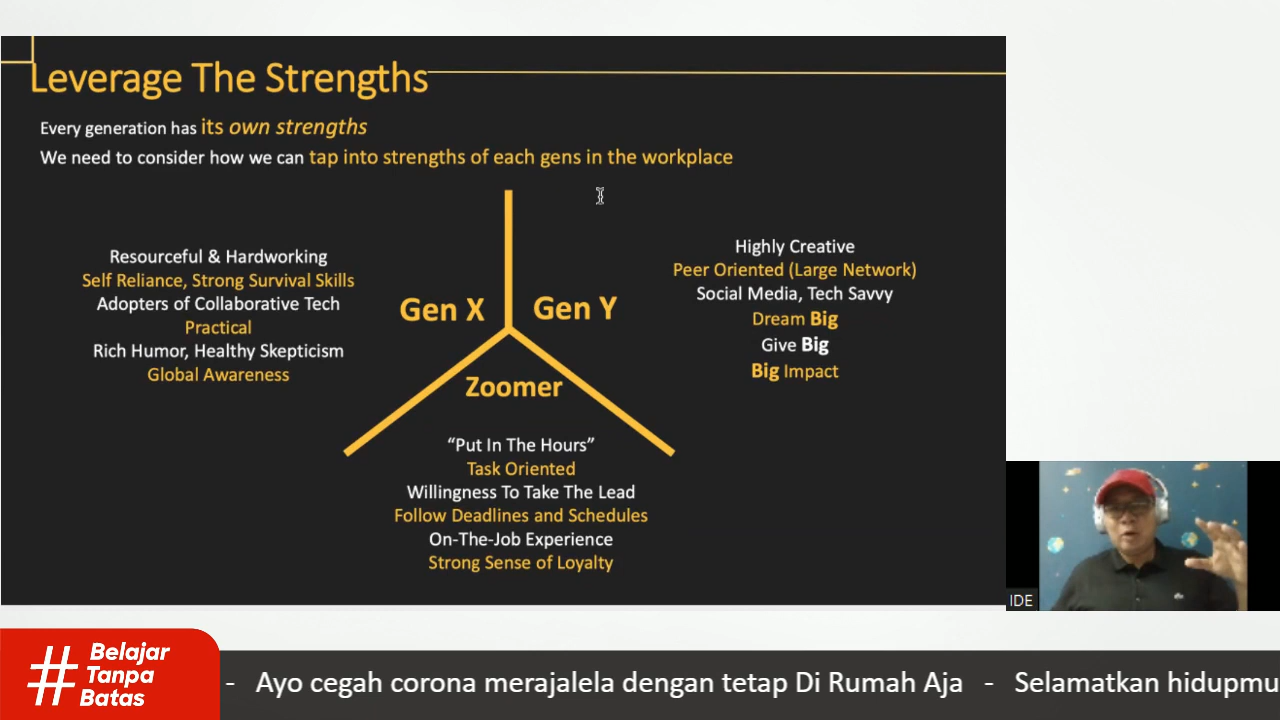 Leverage The Strengths
Every generation has its own strengths
We need to consider how we can tap into strengths of each gens in the workplace
Resourceful & Hardworking
Self Reliance, Strong Survival Skills
Adopters of Collaborative Tech
Practical
Rich Humor, Healthy Skepticism
Global Awareness
Gen X
Gen Y
Highly Creative
Peer Oriented (Large Network)
Social Media, Tech Savvy
Dream Big
Give Big
Big Impact
Zoomer
“Put In The Hours”
Task Oriented
Willingness To Take The Lead
Follow Deadlines and Schedules
On-The-Job Experience
Strong Sense of Loyalty
IDE
# Belajar
Tanpa
Batas
- Ayo cegah corona merajalela dengan tetap Di Rumah Aja - Selamatkan hidupmu